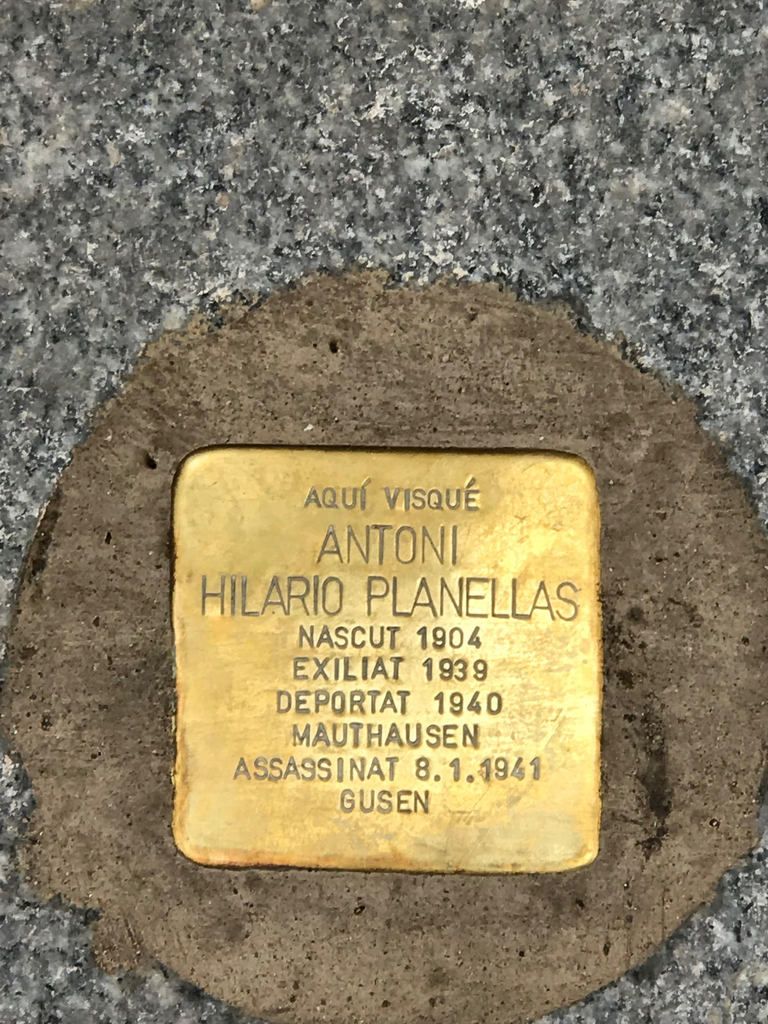 AQUÍ VISQUÉ
ANTONI
HILARIO PLANELLAS
NASCUT 1904
EXILIAT 1939
DEPORTAT 1940
MAUTHAUSEN
ASSASSINAT 8.1.1941
GUSEN